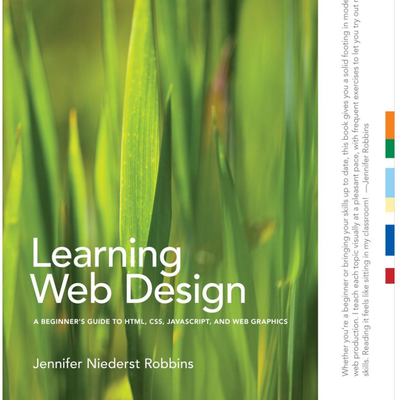 Learning
Web Design
A BEGINNER'S GUIDE TO HTML, CSS, JAVASCRIPT, AND WEB GRAPHICS
Jennifer Niederst Robbins
Whether you're a beginner or bringing your skills up to date, this book gives you a solid footing in
web production. I teach each topic visually at a pleasant pace, with frequent exercises to let you try out
skills. Reading it feels like sitting in my classroom! —Jennifer Robbins